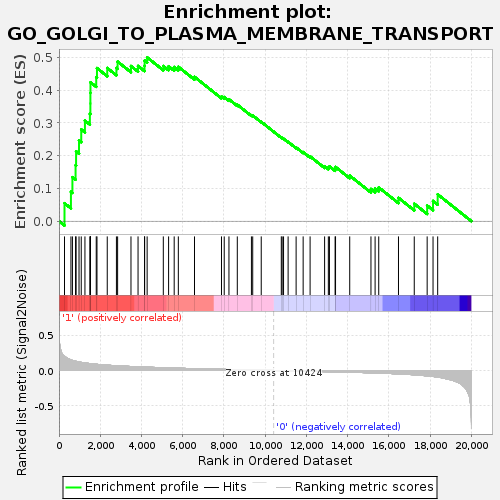 Enrichment plot:
GO_GOLGI_TO_PLASMA_MEMBRANE_TRANSPORT
Enrichment score (ES)
0.5
0.4
0.3
0.2
0.1
0.0
'1' (positively correlated)
Ranked list metric (Signal2Noise)
0.5
0.0
-0.5
Zero cross at 10424
'0' (negatively correlated)
0
2,000
4,000
6,000
8,000
10,000
12,000
14,000
16,000
18,000
20,000
Rank in Ordered Dataset
Enrichment profile
Hits
Ranking metric scores